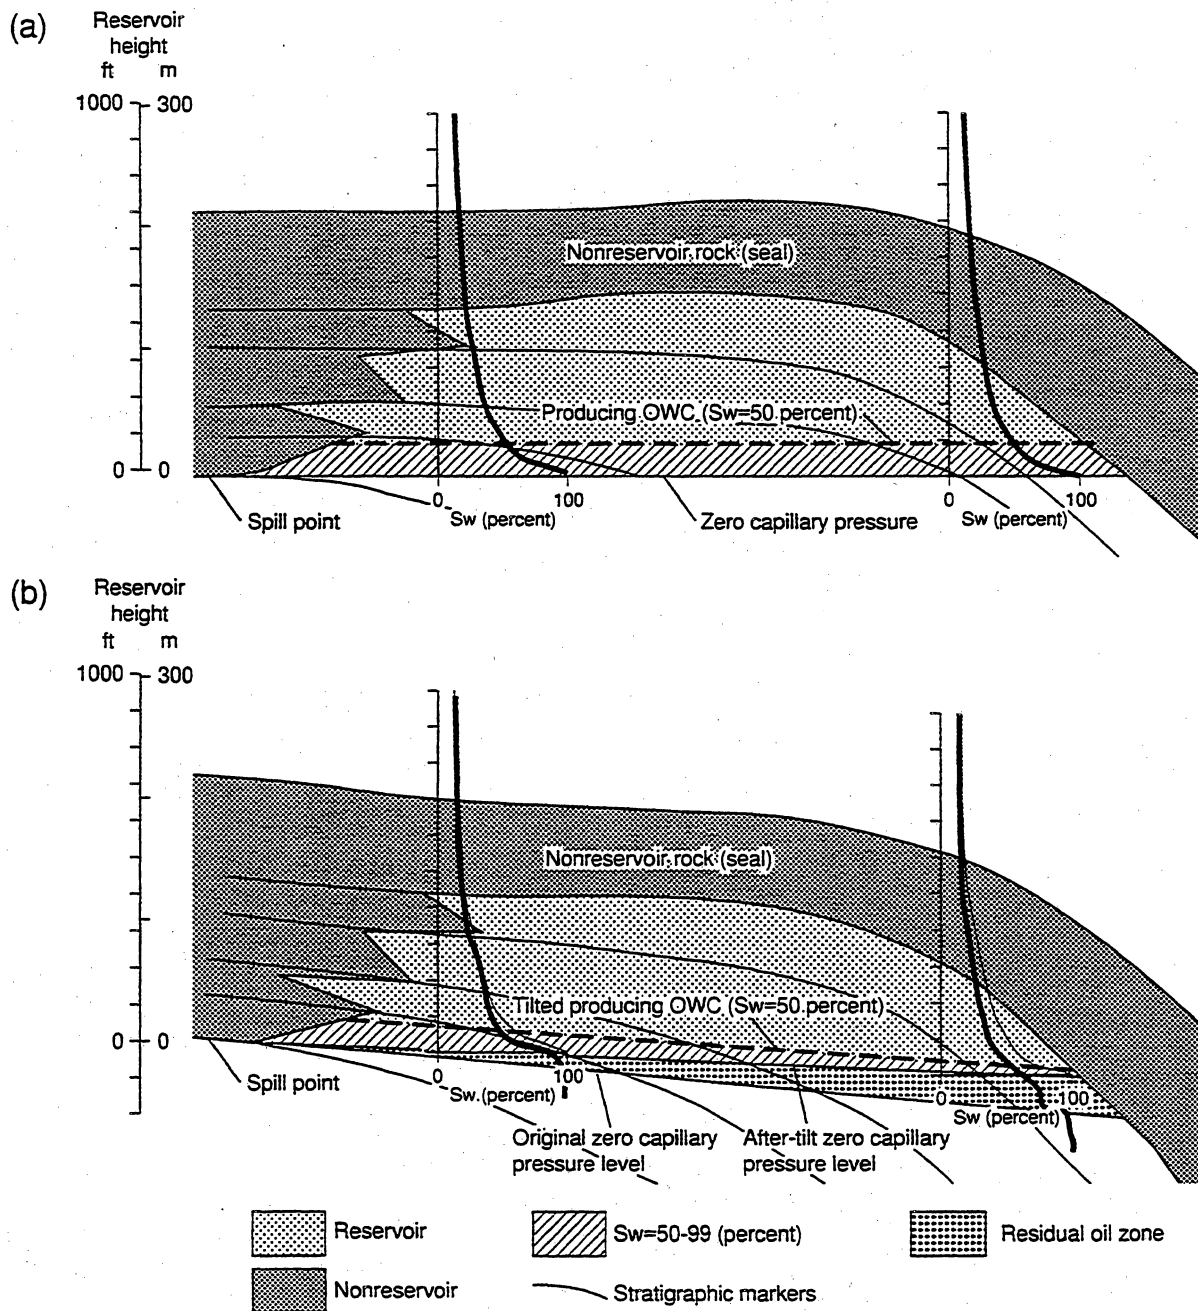 (a)
Reservoir
height
ft m
1000 300
Nonreservoir rock (seal)
Producing OWC (Sw=50 percent)
0 0
0 100
0 100
Spill point
Sw (percent)
Zero capillary pressure
Sw (percent)
(b)
Reservoir
height
ft m
1000 300
Nonreservoir rock (seal)
Tilted producing OWC (Sw=50 percent)
0 0
Spill point
0 100
Sw (percent)
0 100
Sw (percent)
Original zero capillary
pressure level
After-tilt zero capillary
pressure level
Reservoir
Sw=50-99 (percent)
Residual oil zone
Nonreservoir
Stratigraphic markers